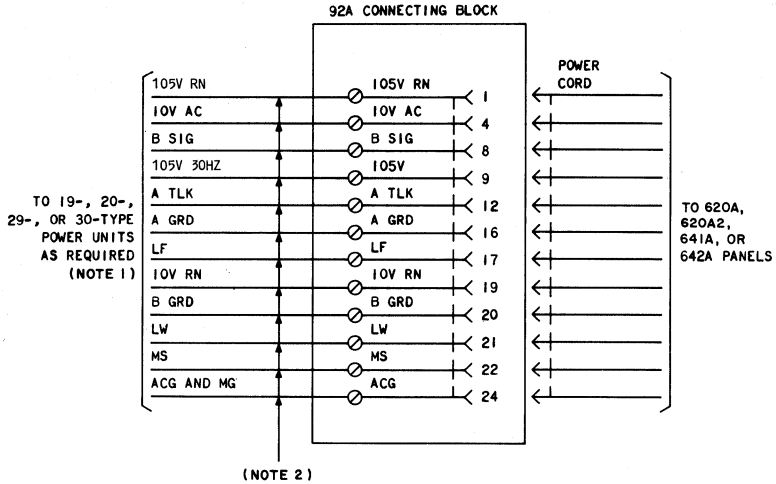 92A CONNECTING BLOCK
POWER
CORD
105V RN 105V RN 1
10V AC 10V AC 4
B SIG B SIG 8
105V 30HZ 105V 9
A TLK A TLK 12
A GRD A GRD 16
LF LF 17
10V RN 10V RN 19
B GRD B GRD 20
LW LW 21
MS MS 22
ACG AND MG ACG 24
TO 19-, 20-,
29-, OR 30-TYPE
POWER UNITS
AS REQUIRED
(NOTE 1)
TO 620A,
620A2,
641A, OR
642A PANELS
(NOTE 2)